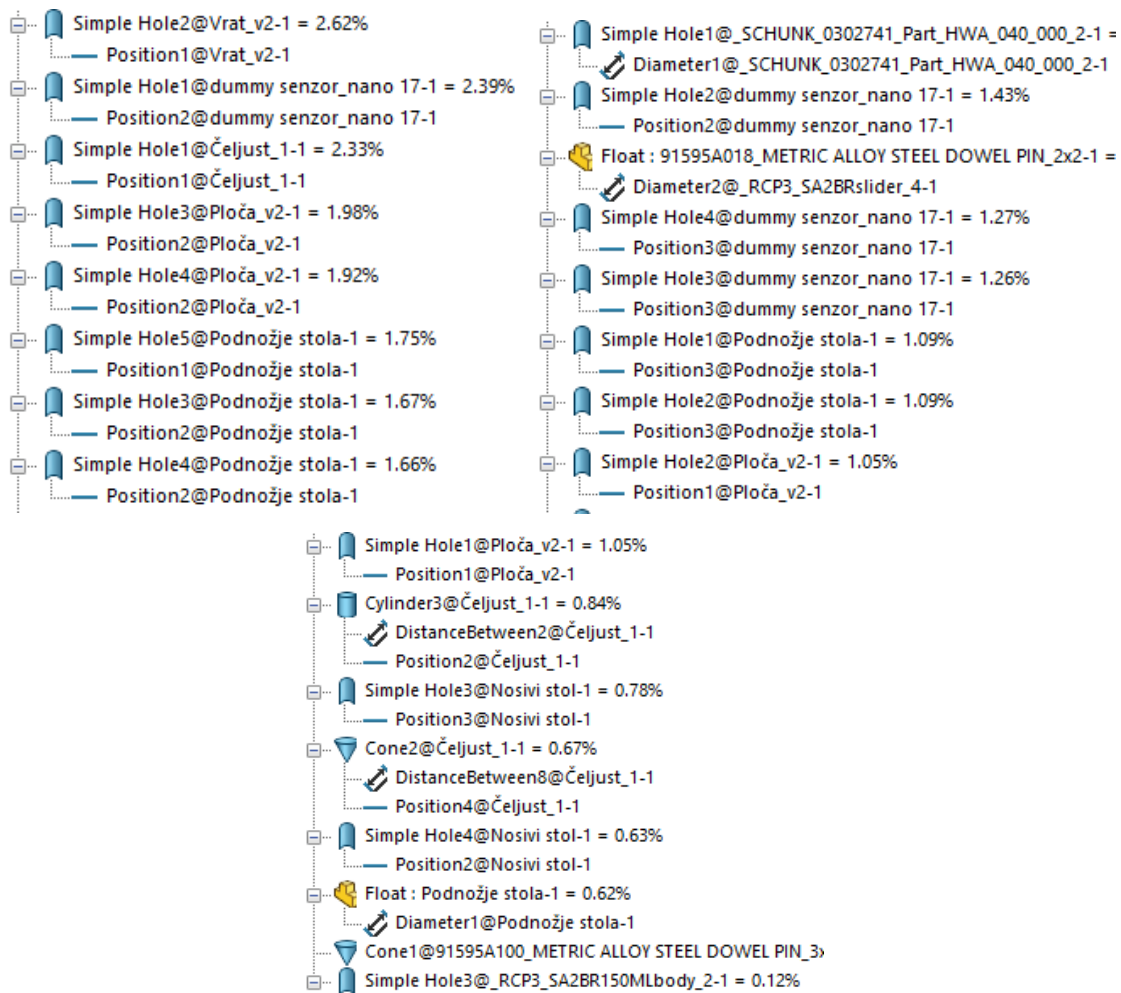 Simple Hole2@Vrat_v2-1 = 2.62%
Position1@Vrat_v2-1
Simple Hole1@dummy senzor_nano 17-1 = 2.39%
Position2@dummy senzor_nano 17-1
Simple Hole1@Čeljust_1-1 = 2.33%
Position1@Čeljust_1-1
Simple Hole3@Ploča_v2-1 = 1.98%
Position2@Ploča_v2-1
Simple Hole4@Ploča_v2-1 = 1.92%
Position2@Ploča_v2-1
Simple Hole5@Podnožje stola-1 = 1.75%
Position1@Podnožje stola-1
Simple Hole3@Podnožje stola-1 = 1.67%
Position2@Podnožje stola-1
Simple Hole4@Podnožje stola-1 = 1.66%
Position2@Podnožje stola-1
Simple Hole1@_SCHUNK_0302741_Part_HWA_040_000_2-1 =
Diameter1@_SCHUNK_0302741_Part_HWA_040_000_2-1
Simple Hole2@dummy senzor_nano 17-1 = 1.43%
Position2@dummy senzor_nano 17-1
Float : 91595A018_METRIC ALLOY STEEL DOWEL PIN_2x2-1 =
Diameter2@_RCP3_SA2BRslider_4-1
Simple Hole4@dummy senzor_nano 17-1 = 1.27%
Position3@dummy senzor_nano 17-1
Simple Hole3@dummy senzor_nano 17-1 = 1.26%
Position3@dummy senzor_nano 17-1
Simple Hole1@Podnožje stola-1 = 1.09%
Position3@Podnožje stola-1
Simple Hole2@Podnožje stola-1 = 1.09%
Position3@Podnožje stola-1
Simple Hole2@Ploča_v2-1 = 1.05%
Position1@Ploča_v2-1
Simple Hole1@Ploča_v2-1 = 1.05%
Position1@Ploča_v2-1
Cylinder3@Čeljust_1-1 = 0.84%
DistanceBetween2@Čeljust_1-1
Position2@Čeljust_1-1
Simple Hole3@Nosivi stol-1 = 0.78%
Position3@Nosivi stol-1
Cone2@Čeljust_1-1 = 0.67%
DistanceBetween8@Čeljust_1-1
Position4@Čeljust_1-1
Simple Hole4@Nosivi stol-1 = 0.63%
Position2@Nosivi stol-1
Float : Podnožje stola-1 = 0.62%
Diameter1@Podnožje stola-1
Cone1@91595A100_METRIC ALLOY STEEL DOWEL PIN_3x
Simple Hole3@_RCP3_SA2BR150MLbody_2-1 = 0.12%